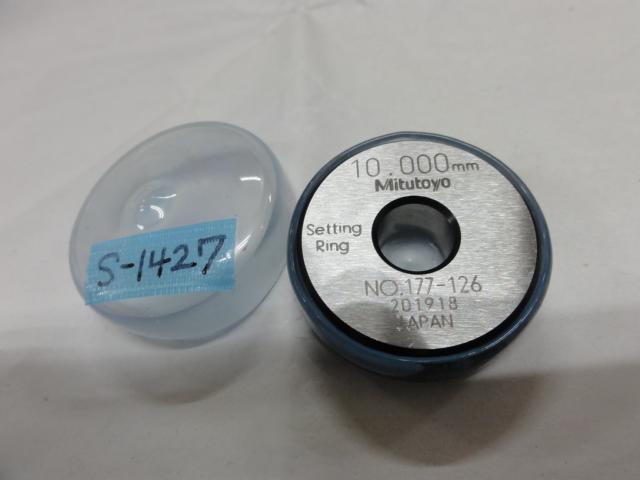 S-1427
10.000mm
Mitutoyo
Setting
Ring
NO.177-126
201918
JAPAN